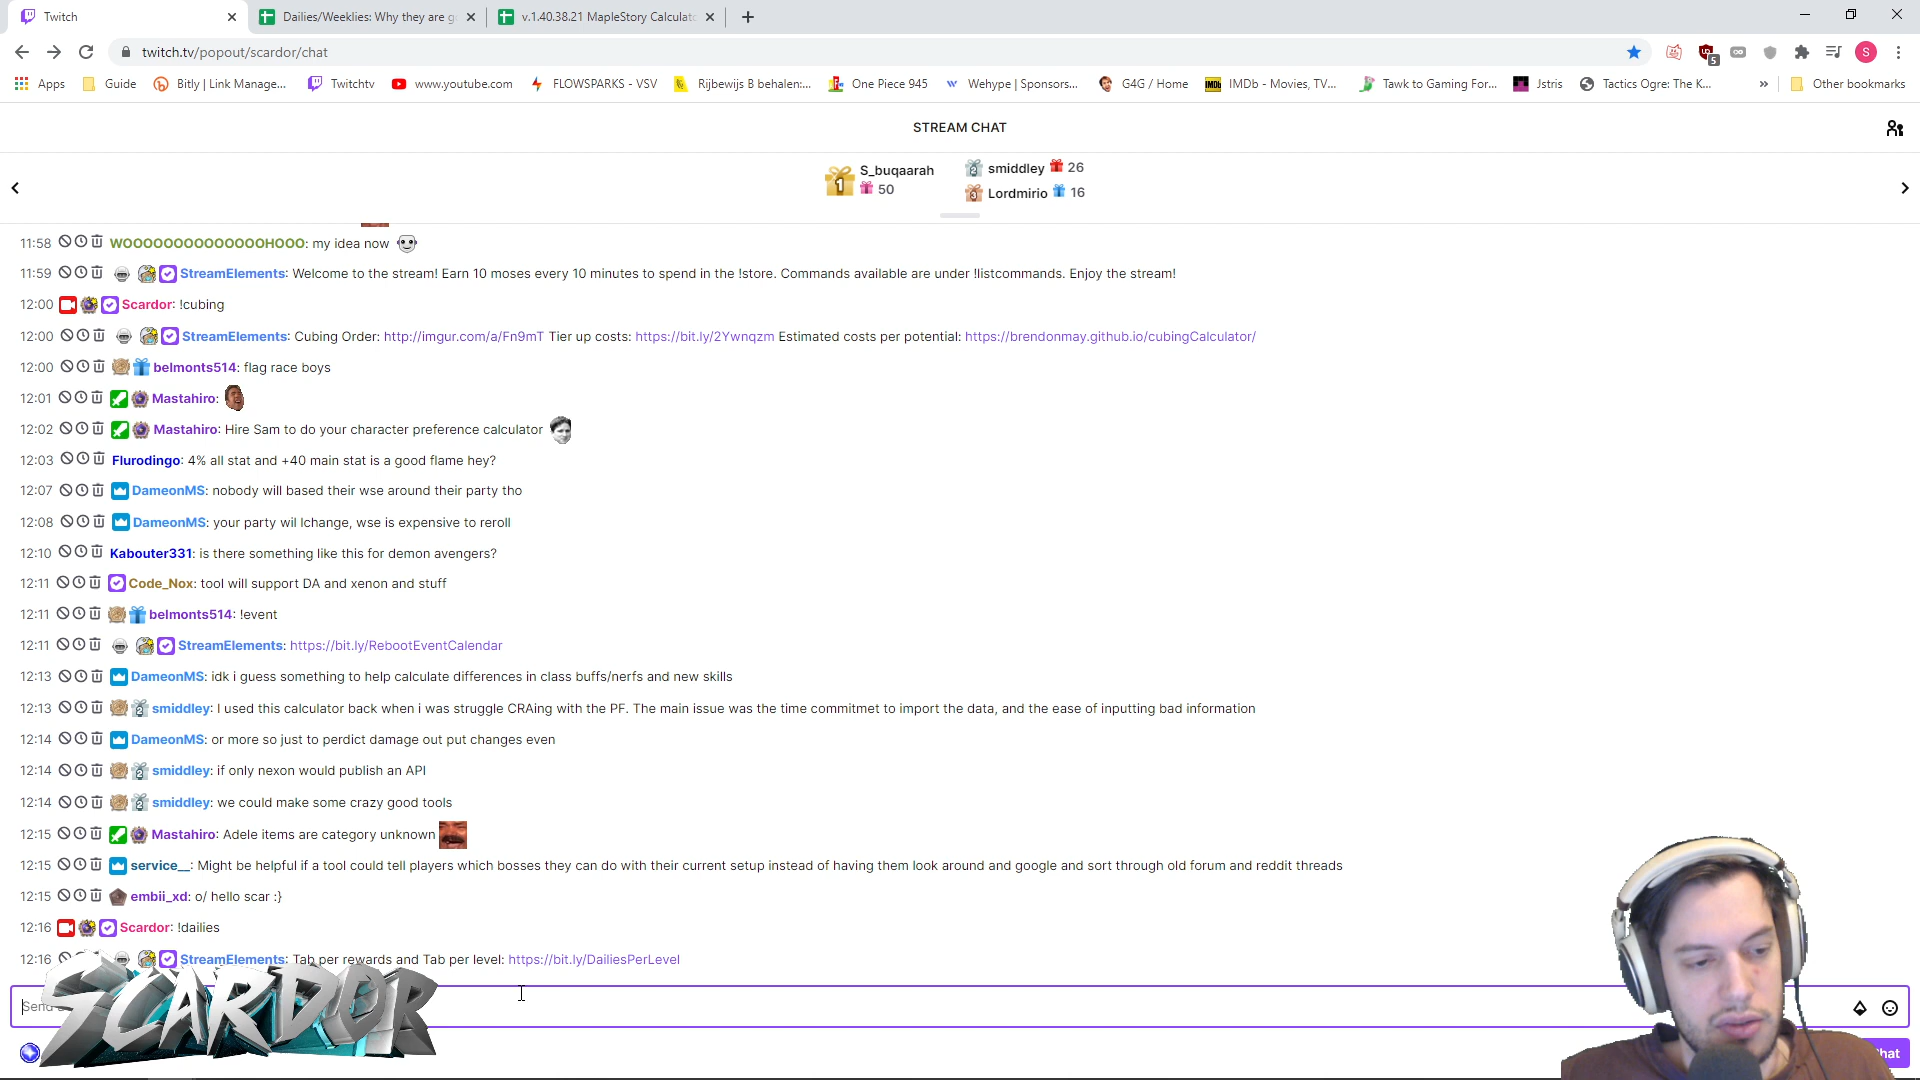 Twitch
Dailies/Weeklies: Why they are g
v.1.40.38.21 MapleStory Calculat
twitch.tv/popout/scardor/chat
5
S
Apps
Guide
Bitly | Link Manage...
Twitchtv
www.youtube.com
FLOWSPARKS - VSV
Rijbewijs B behalen:...
One Piece 945
Wehype | Sponsors...
G4G / Home
IMDb - Movies, TV...
Tawk to Gaming For...
Jstris
Tactics Ogre: The K...
Other bookmarks
STREAM CHAT
1 S_buqaarah
50
2 smiddley 26
3 Lordmirio 16
11:58 WOOOOOOOOOOOOOOHOOO: my idea now
11:59 StreamElements: Welcome to the stream! Earn 10 moses every 10 minutes to spend in the !store. Commands available are under !listcommands. Enjoy the stream!
12:00 Scardor: !cubing
12:00 StreamElements: Cubing Order: http://imgur.com/a/Fn9mT Tier up costs: https://bit.ly/2Ywnqzm Estimated costs per potential: https://brendonmay.github.io/cubingCalculator/
12:00 belmonts514: flag race boys
12:01 Mastahiro:
12:02 Mastahiro: Hire Sam to do your character preference calculator
12:03 Flurodingo: 4% all stat and +40 main stat is a good flame hey?
12:07 DameonMS: nobody will based their wse around their party tho
12:08 DameonMS: your party wil lchange, wse is expensive to reroll
12:10 Kabouter331: is there something like this for demon avengers?
12:11 Code_Nox: tool will support DA and xenon and stuff
12:11 belmonts514: !event
12:11 StreamElements: https://bit.ly/RebootEventCalendar
12:13 DameonMS: idk i guess something to help calculate differences in class buffs/nerfs and new skills
12:13 smiddley: I used this calculator back when i was struggle CRAing with the PF. The main issue was the time commitmet to import the data, and the ease of inputting bad information
12:14 DameonMS: or more so just to perdict damage out put changes even
12:14 smiddley: if only nexon would publish an API
12:14 smiddley: we could make some crazy good tools
12:15 Mastahiro: Adele items are category unknown
12:15 service__: Might be helpful if a tool could tell players which bosses they can do with their current setup instead of having them look around and google and sort through old forum and reddit threads
12:15 embii_xd: o/ hello scar :}
12:16 Scardor: !dailies
12:16 StreamElements: Tab per rewards and Tab per level: https://bit.ly/DailiesPerLevel
Send
SCARDOR
hat